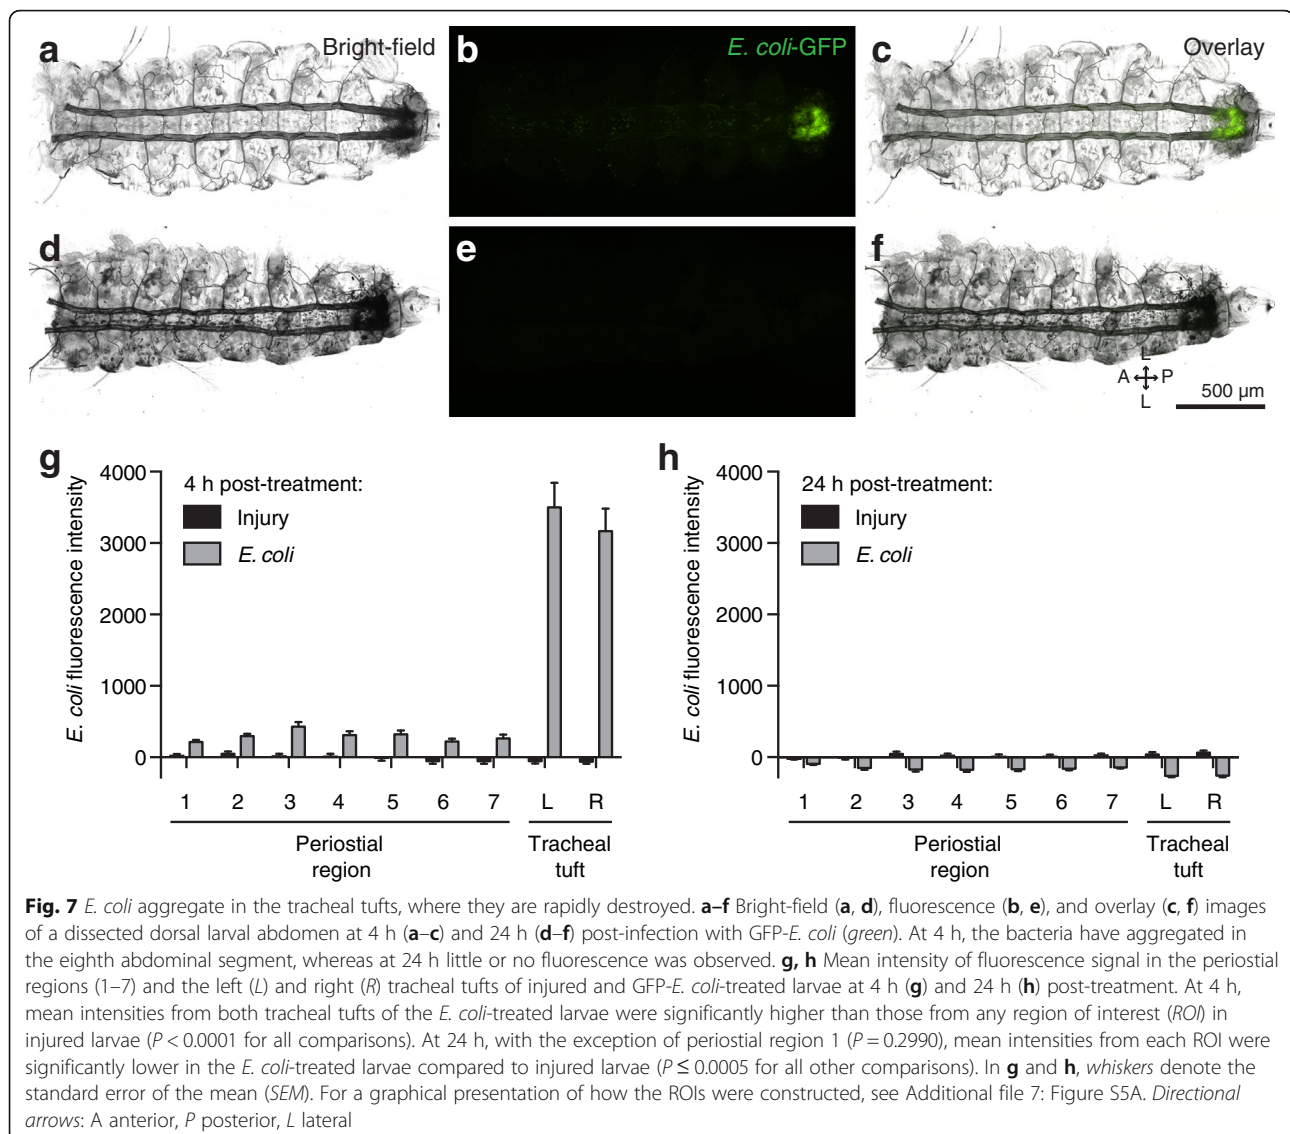 a
Bright-field
b
E. coli-GFP
c
Overlay
d
e
f
L
A P
L
500 µm
g
E. coli fluorescence intensity
4000
3000
2000
1000
0
4 h post-treatment:
Injury
E. coli
1 2 3 4 5 6 7 L R
Periostial
region
Tracheal
tuft
h
E. coli fluorescence intensity
4000
3000
2000
1000
0
24 h post-treatment:
Injury
E. coli
1 2 3 4 5 6 7 L R
Periostial
region
Tracheal
tuft
Fig. 7 E. coli aggregate in the tracheal tufts, where they are rapidly destroyed. a–f Bright-field (a, d), fluorescence (b, e), and overlay (c, f) images
of a dissected dorsal larval abdomen at 4 h (a–c) and 24 h (d–f) post-infection with GFP-E. coli (green). At 4 h, the bacteria have aggregated in
the eighth abdominal segment, whereas at 24 h little or no fluorescence was observed. g, h Mean intensity of fluorescence signal in the periostial
regions (1–7) and the left (L) and right (R) tracheal tufts of injured and GFP-E. coli-treated larvae at 4 h (g) and 24 h (h) post-treatment. At 4 h,
mean intensities from both tracheal tufts of the E. coli-treated larvae were significantly higher than those from any region of interest (ROI) in
injured larvae (P < 0.0001 for all comparisons). At 24 h, with the exception of periostial region 1 (P = 0.2990), mean intensities from each ROI were
significantly lower in the E. coli-treated larvae compared to injured larvae (P ≤ 0.0005 for all other comparisons). In g and h, whiskers denote the
standard error of the mean (SEM). For a graphical presentation of how the ROIs were constructed, see Additional file 7: Figure S5A. Directional
arrows: A anterior, P posterior, L lateral